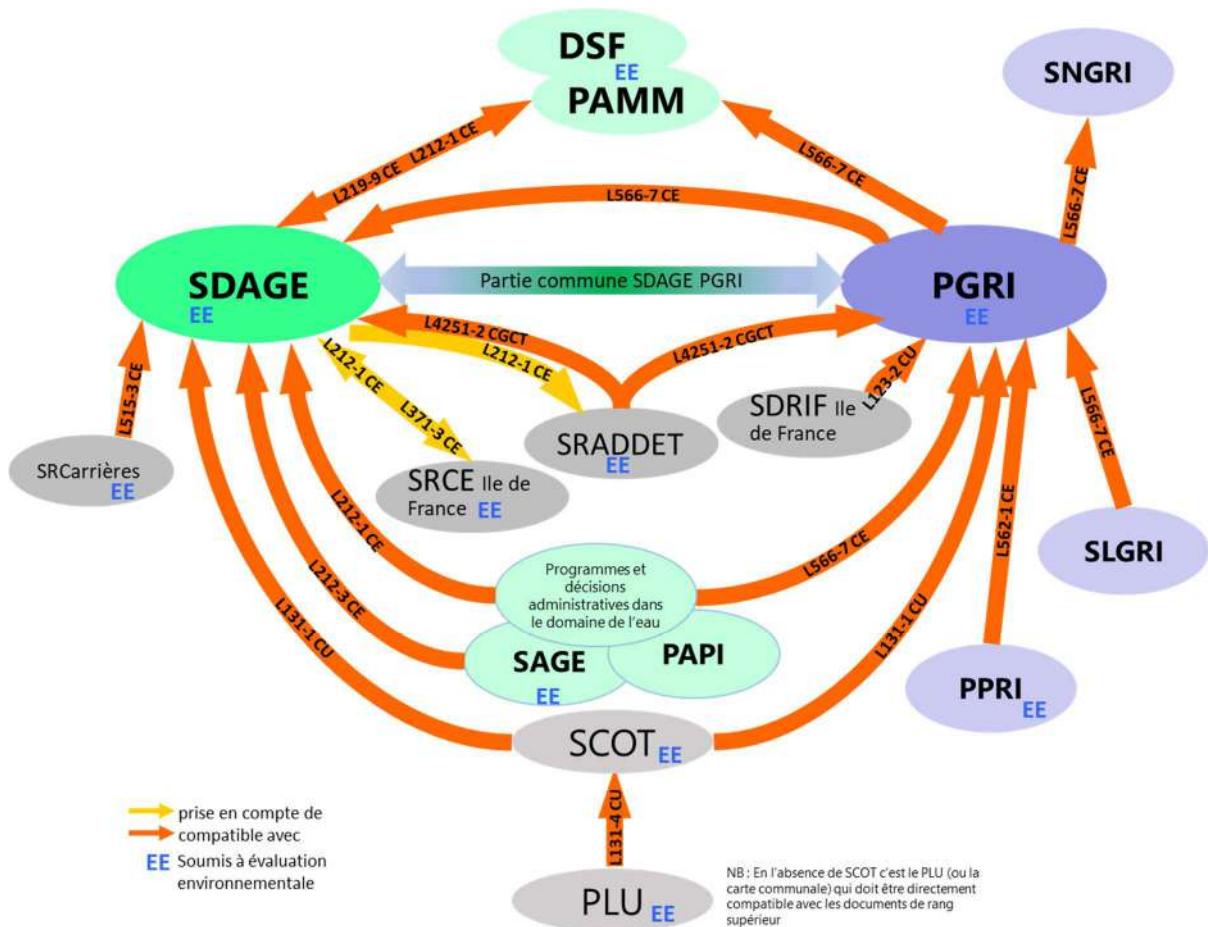 DSF
EE
PAMM
SNGRI
L219-9 CE L212-1 CE
L566-7 CE
L566-7 CE
L566-7 CE
SDAGE
EE
Partie commune SDAGE PGRI
PGRI
EE
L4251-2 CGCT
L4251-2 CGCT
L212-1 CE
L212-1 CE
L371-3 CE
L515-3 CE
L123-2 CU
SDRIF Ile
de France
SRADDET
EE
SRCarrières
EE
SRCE Ile de
France EE
L566-7 CE
L562-1 CE
L212-1 CE
L566-7 CE
SLGRI
Programmes et
décisions
administratives dans
le domaine de l'eau
L212-3 CE
L131-1 CU
L131-1 CU
SAGE
EE
PAPI
PPRI
EE
SCOT EE
L131-4 CU
prise en compte de
compatible avec
EE Soumis à évaluation
environnementale
PLU EE
NB : En l'absence de SCOT c'est le PLU (ou la
carte communale) qui doit être directement
compatible avec les documents de rang
supérieur